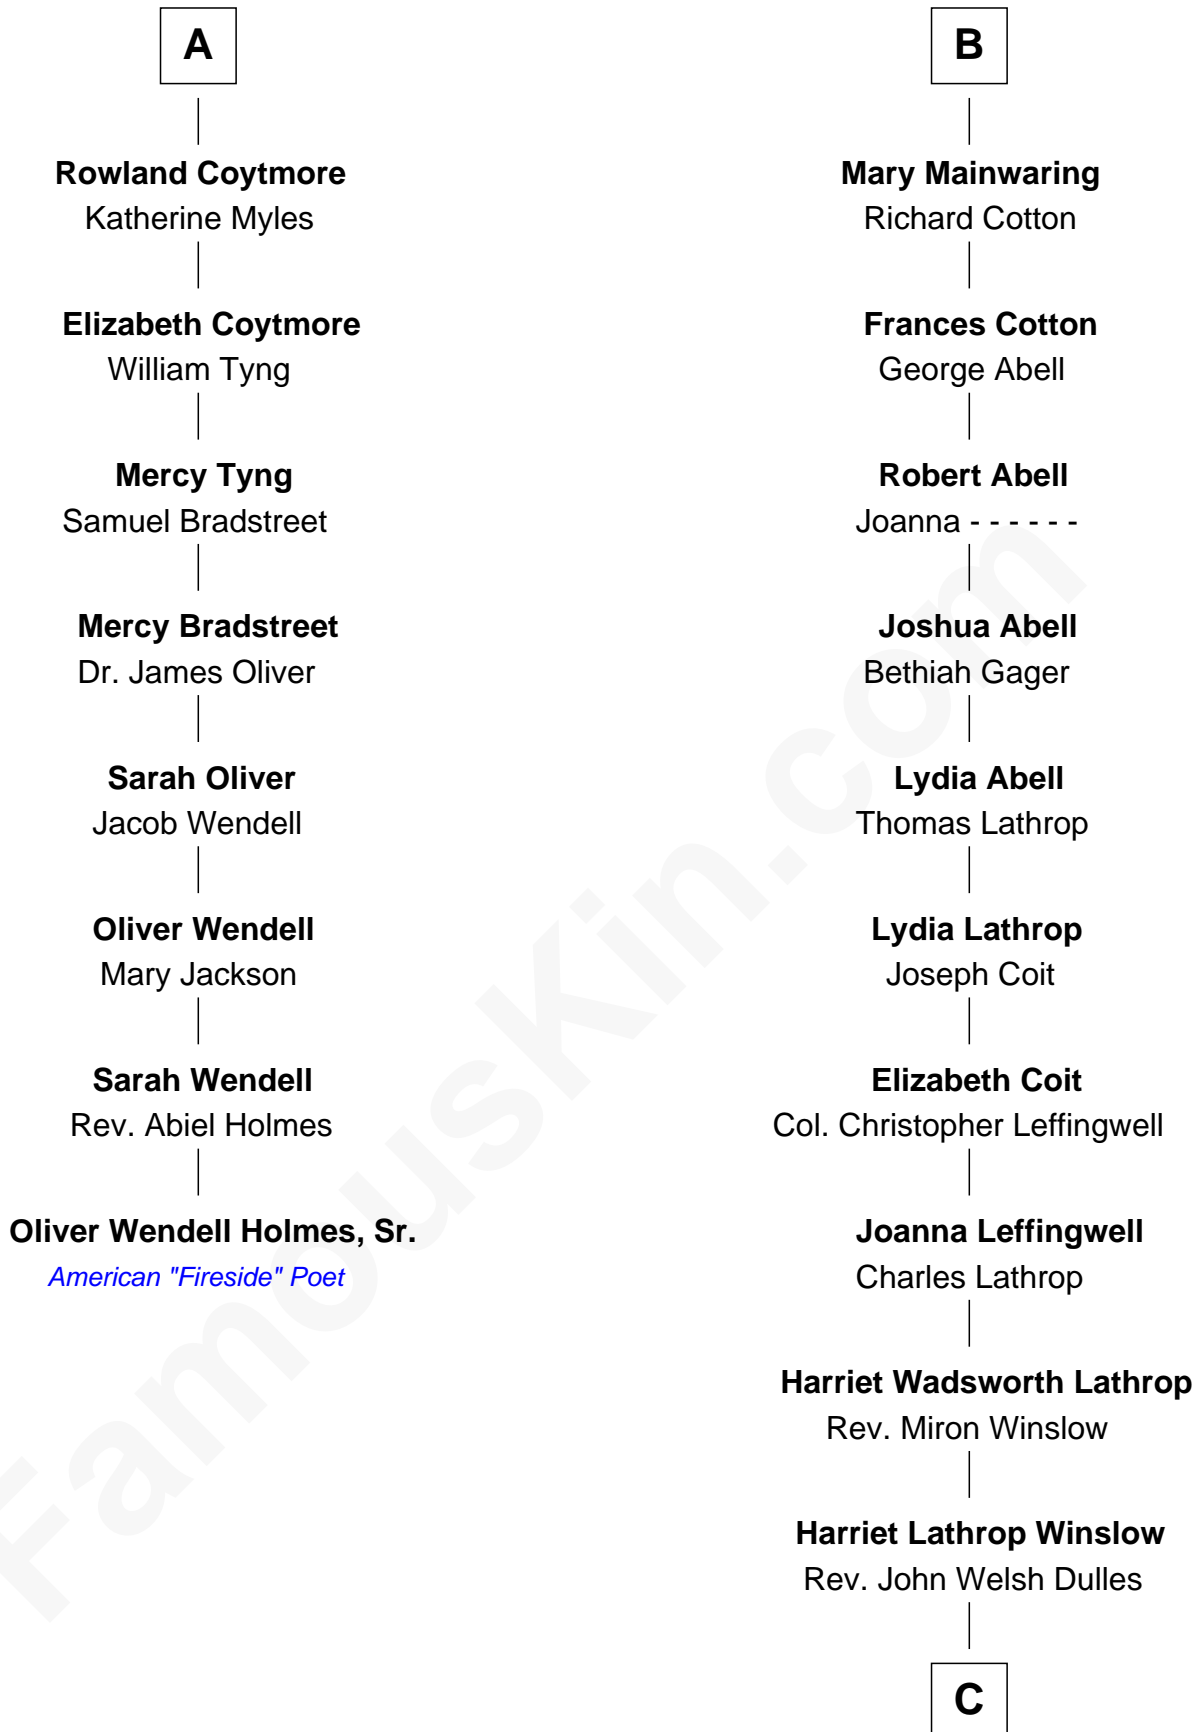 A
Rowland Coytmore
Katherine Myles
Elizabeth Coytmore
William Tyng
Mercy Tyng
Samuel Bradstreet
Mercy Bradstreet
Dr. James Oliver
Sarah Oliver
Jacob Wendell
Oliver Wendell
Mary Jackson
Sarah Wendell
Rev. Abiel Holmes
Oliver Wendell Holmes, Sr.
American "Fireside" Poet
B
Mary Mainwaring
Richard Cotton
Frances Cotton
George Abell
Robert Abell
Joanna - - - - - -
Joshua Abell
Bethiah Gager
Lydia Abell
Thomas Lathrop
Lydia Lathrop
Joseph Coit
Elizabeth Coit
Col. Christopher Leffingwell
Joanna Leffingwell
Charles Lathrop
Harriet Wadsworth Lathrop
Rev. Miron Winslow
Harriet Lathrop Winslow
Rev. John Welsh Dulles
C
FamousKin.com